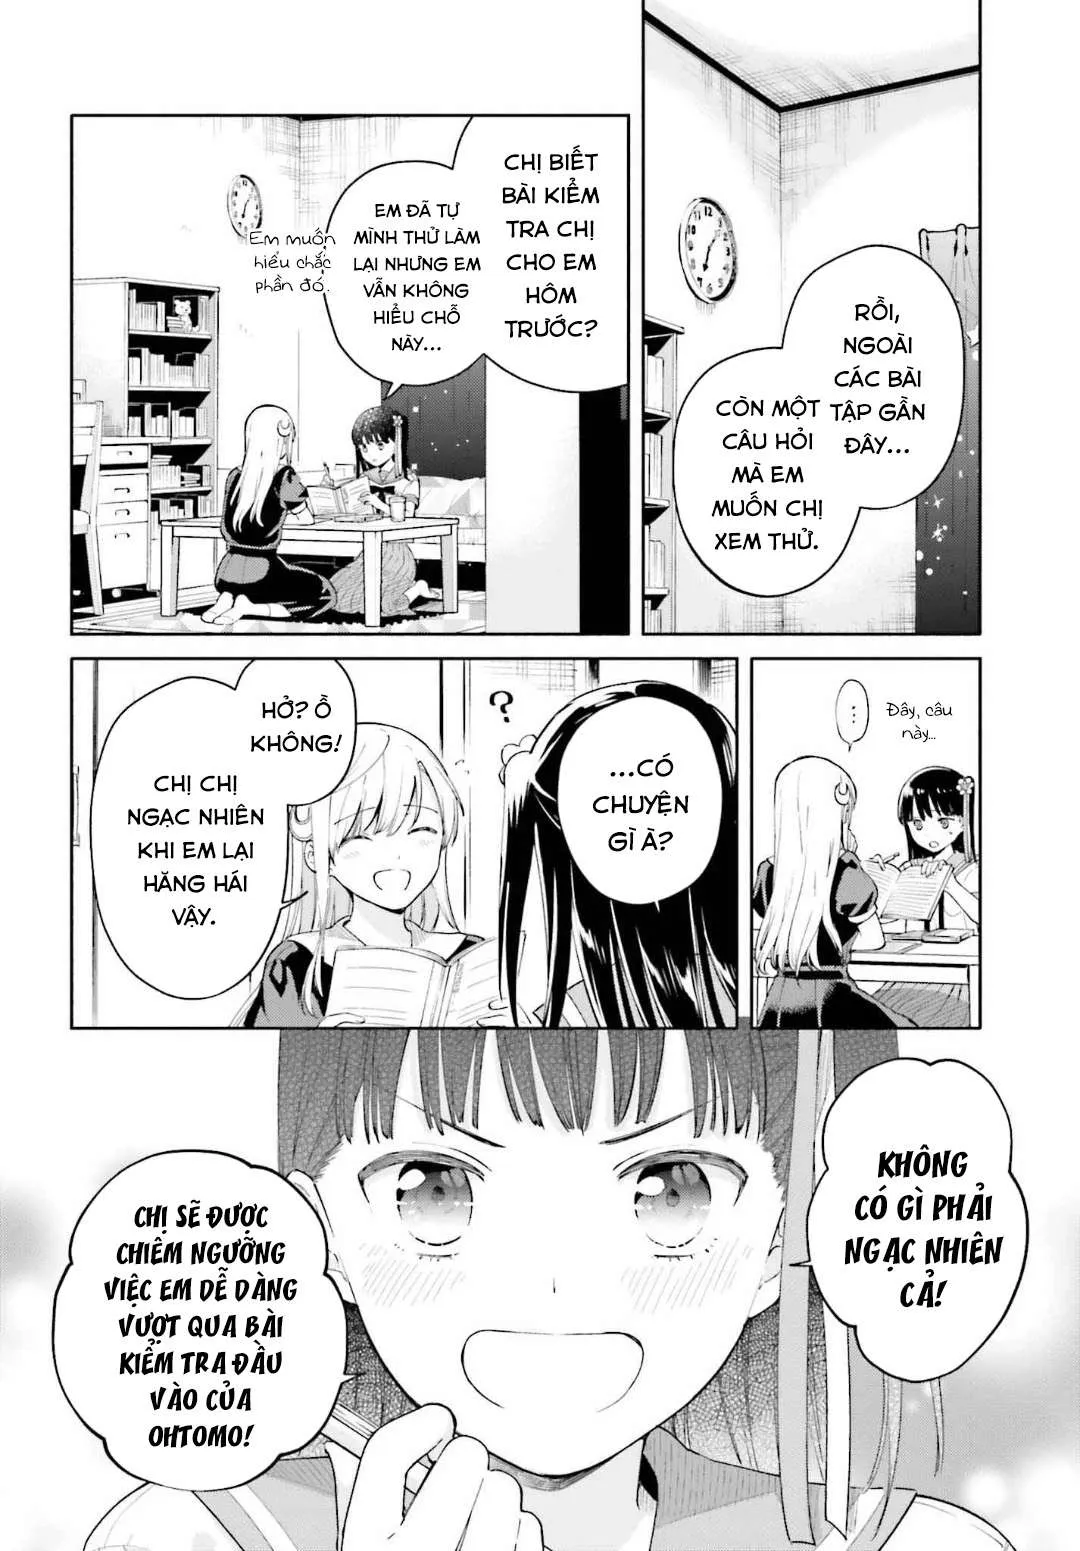 RỒI,
NGOÀI
CÁC BÀI
TẬP GẦN
ĐÂY...
CÒN MỘT
CÂU HỎI
MÀ EM
MUỐN CHỊ
XEM THỬ.
CHỊ BIẾT
BÀI KIỂM
TRA CHỊ
CHO EM
HÔM
TRƯỚC?
EM ĐÃ TỰ
MÌNH THỬ LÀM
LẠI NHƯNG EM
VẪN KHÔNG
HIỂU CHỖ
NÀY...
Em muốn
hiểu chắc
phần đó.
Đây, câu
này...
...
...CÓ
CHUYỆN
GÌ À?
?
HỞ? Ồ
KHÔNG!
CHỊ CHỈ
NGẠC NHIÊN
KHI EM LẠI
HĂNG HÁI
VẬY.
KHÔNG
CÓ GÌ PHẢI
NGẠC NHIÊN
CẢ!
CHỊ SẼ ĐƯỢC
CHIÊM NGƯỠNG
VIỆC EM DỄ DÀNG
VƯỢT QUA BÀI
KIỂM TRA ĐẦU
VÀO CỦA
OHTOMO!